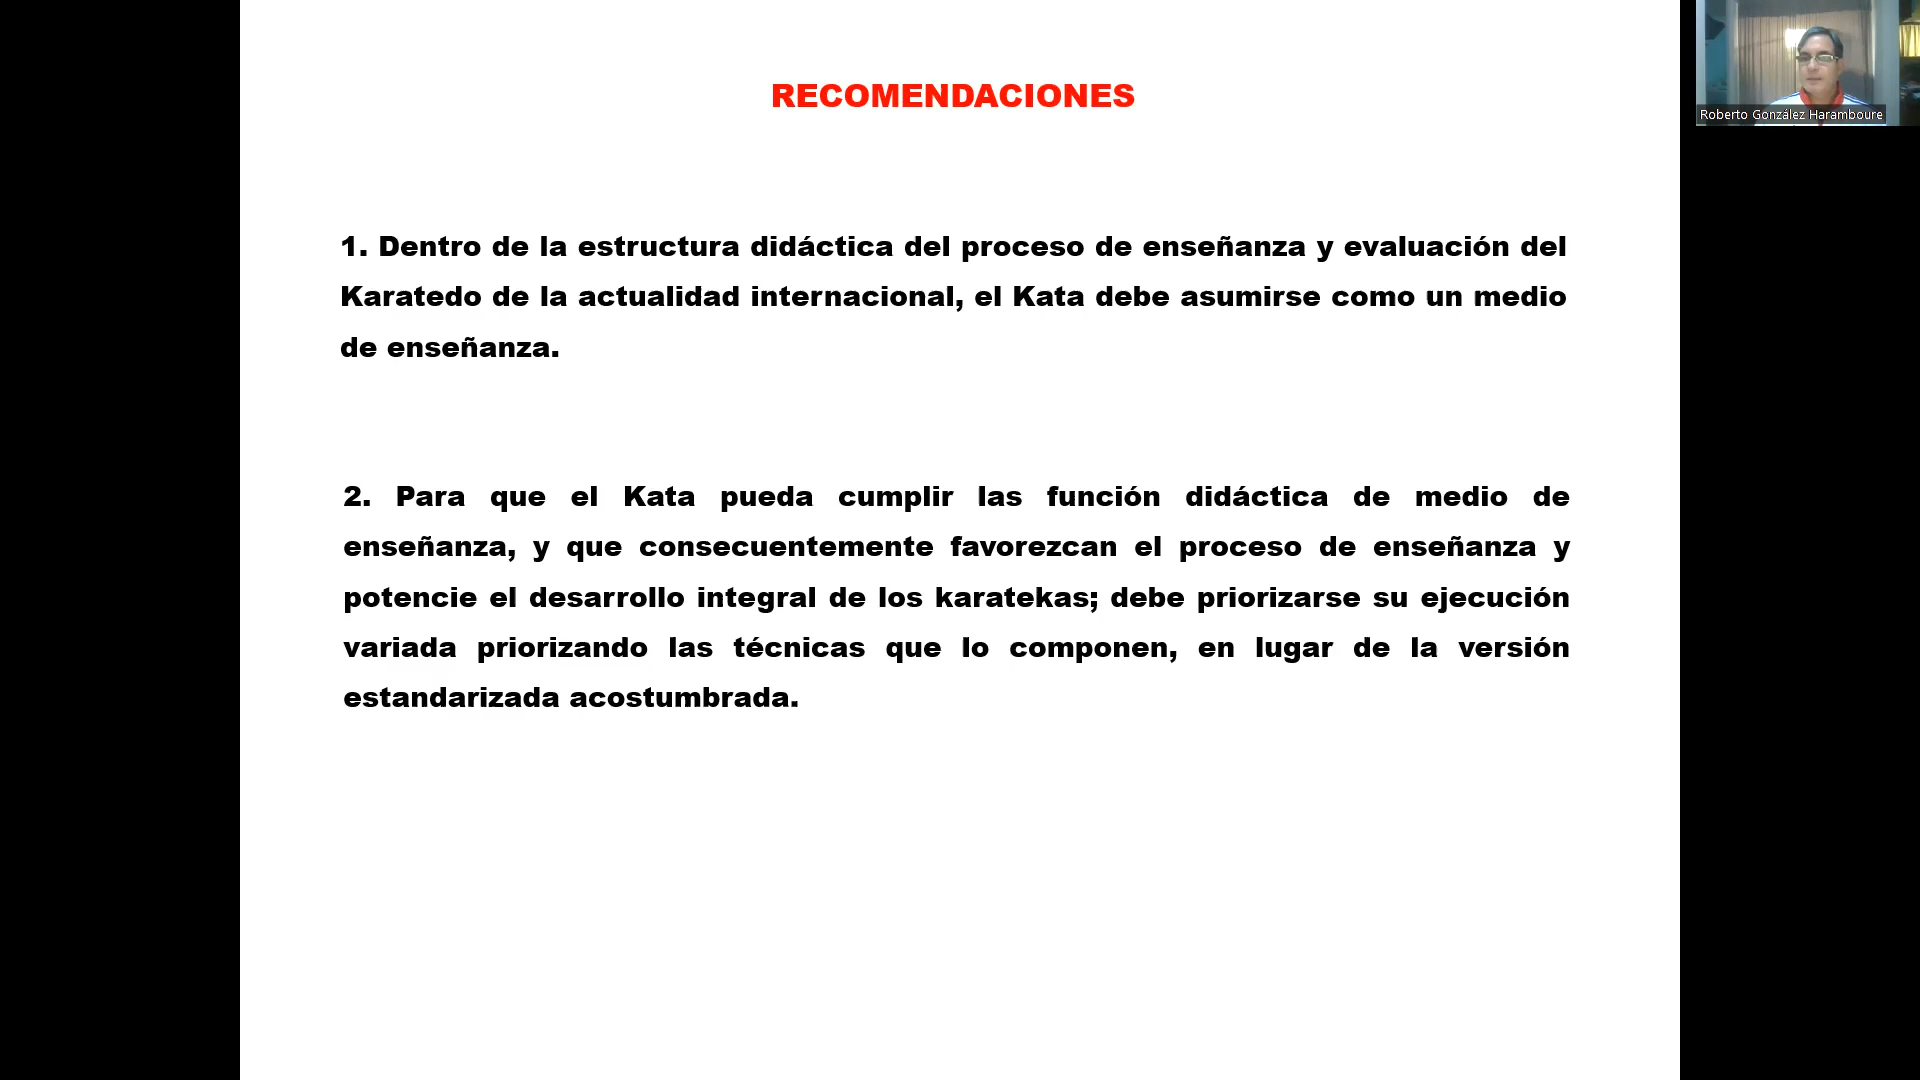 RECOMENDACIONES
Roberto González Haramboure
1. Dentro de la estructura didáctica del proceso de enseñanza y evaluación del
Karatedo de la actualidad internacional, el Kata debe asumirse como un medio
de enseñanza.
2. Para que el Kata pueda cumplir las función didáctica de medio de
enseñanza, y que consecuentemente favorezcan el proceso de enseñanza y
potencie el desarrollo integral de los karatekas; debe priorizarse su ejecución
variada priorizando las técnicas que lo componen, en lugar de la versión
estandarizada acostumbrada.